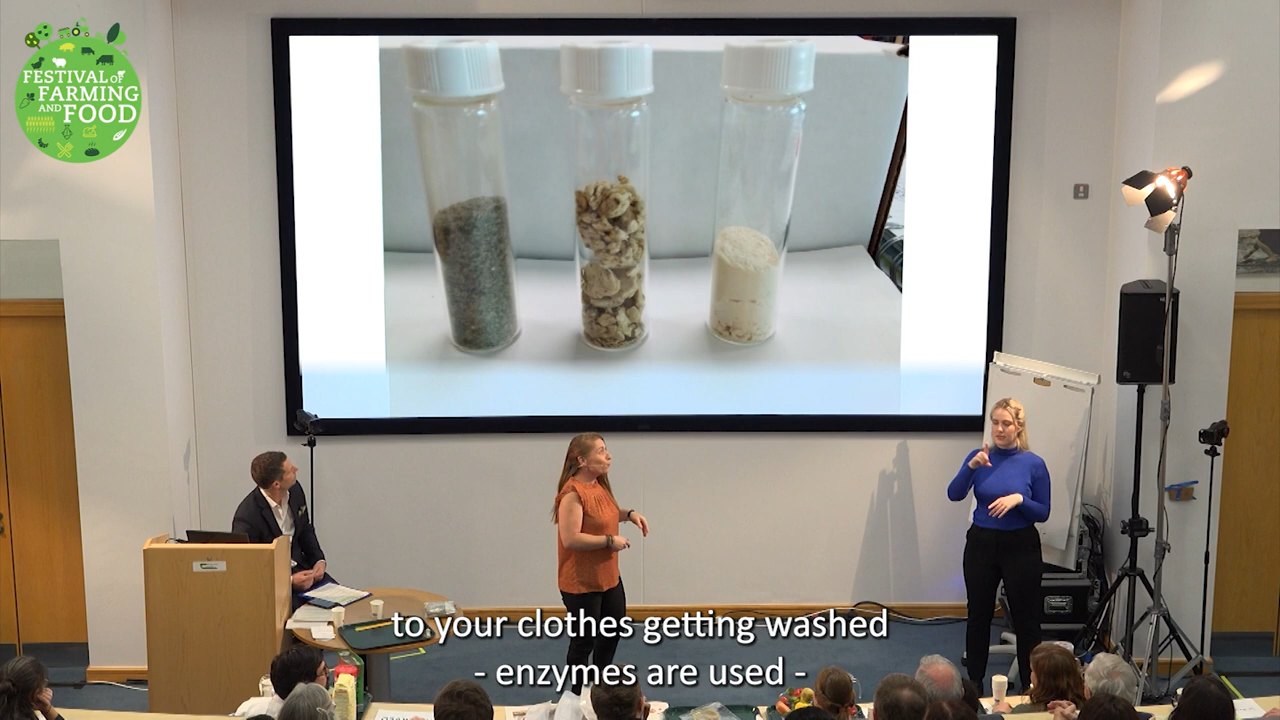 FESTIVAL of
FARMING
AND FOOD
to your clothes getting washed
- enzymes are used -